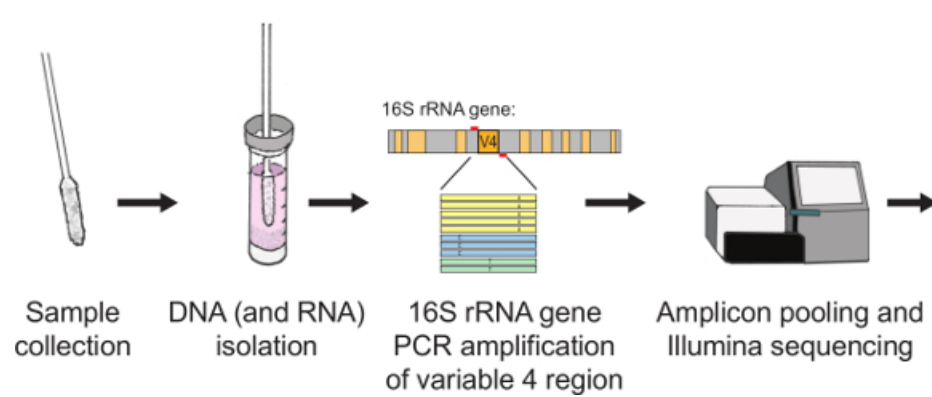 16S rRNA gene:
V4
Sample
collection
DNA (and RNA)
isolation
16S rRNA gene
PCR amplification
of variable 4 region
Amplicon pooling and
Illumina sequencing